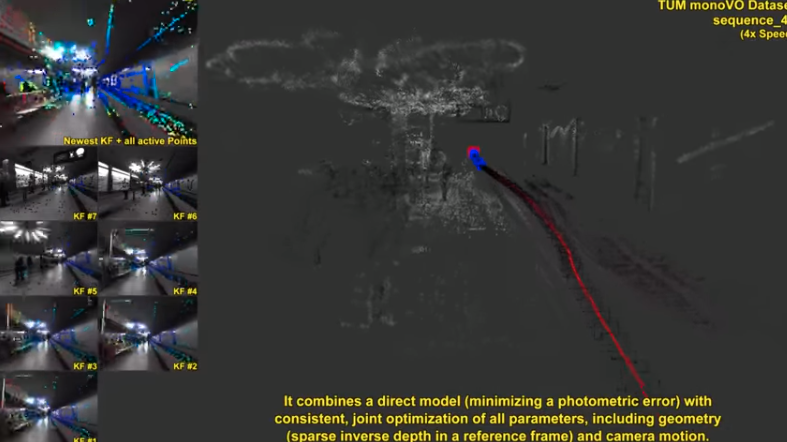 TUM monoVO Datase
sequence_4
(4x Spee
Newest KF + all active Points
KF #7
KF #6
KF #5
KF #4
KF #3
KF #2
KF #1
It combines a direct model (minimizing a photometric error) with
consistent, joint optimization of all parameters, including geometry
(sparse inverse depth in a reference frame) and camera motion.